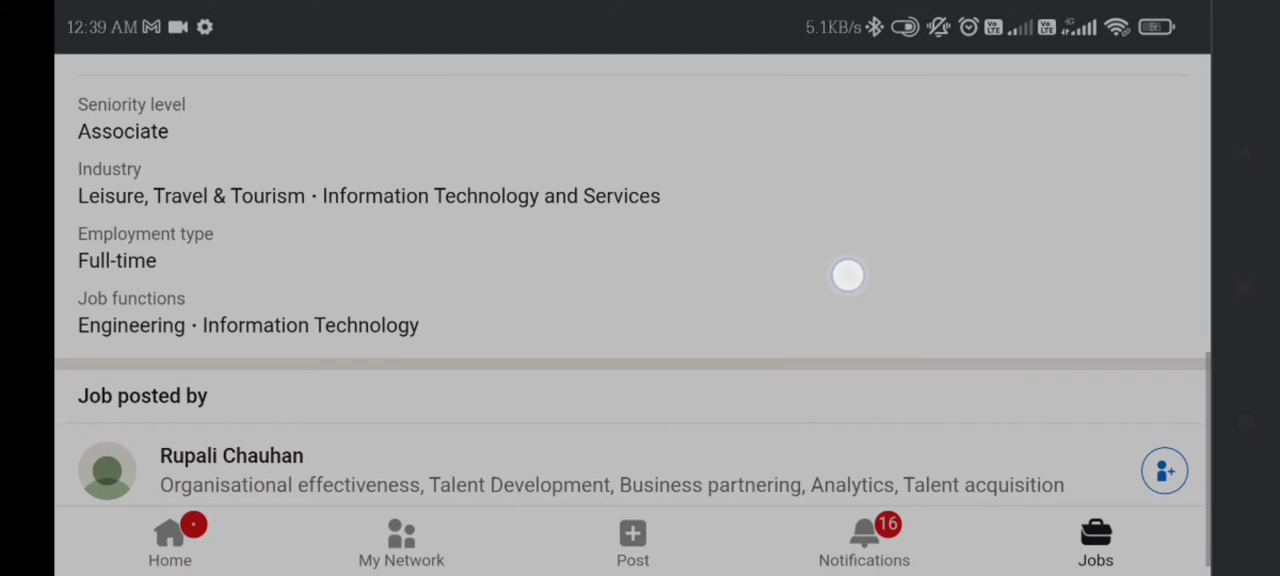 12:39 AM
5.1KB/s
4G
Seniority level
Associate
Industry
Leisure, Travel & Tourism · Information Technology and Services
Employment type
Full-time
Job functions
Engineering · Information Technology
Job posted by
Rupali Chauhan
Organisational effectiveness, Talent Development, Business partnering, Analytics, Talent acquisition
16
Home
My Network
Post
Notifications
Jobs